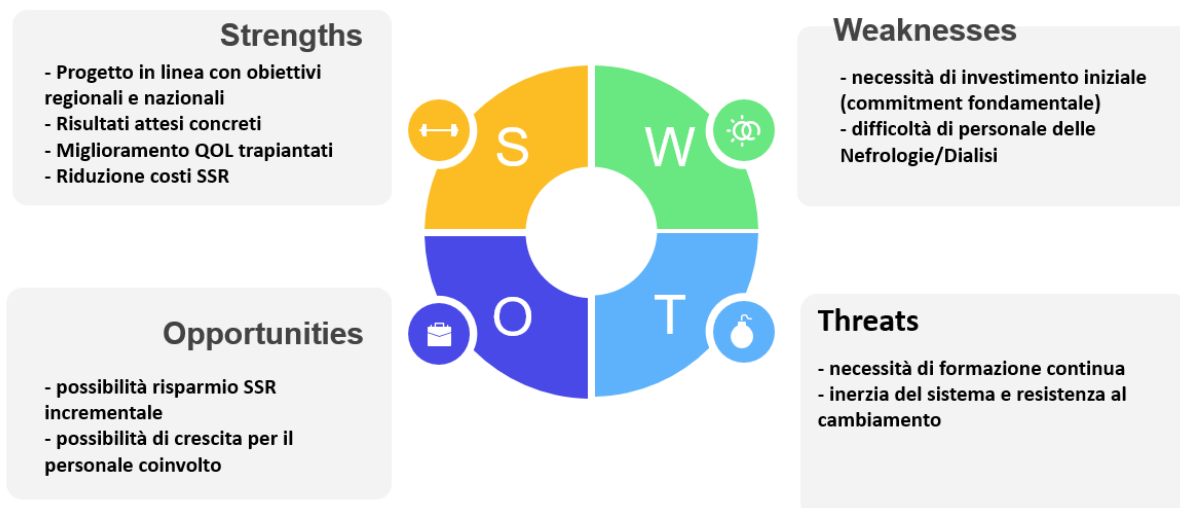 Strengths
- Progetto in linea con obiettivi
regionali e nazionali
- Risultati attesi concreti
- Miglioramento QOL trapiantati
- Riduzione costi SSR
Weaknesses
- necessità di investimento iniziale
(commitment fondamentale)
- difficoltà di personale delle
Nefrologie/Dialisi
S
W
O
T
Opportunities
- possibilità risparmio SSR
incrementale
- possibilità di crescita per il
personale coinvolto
Threats
- necessità di formazione continua
- inerzia del sistema e resistenza al
cambiamento